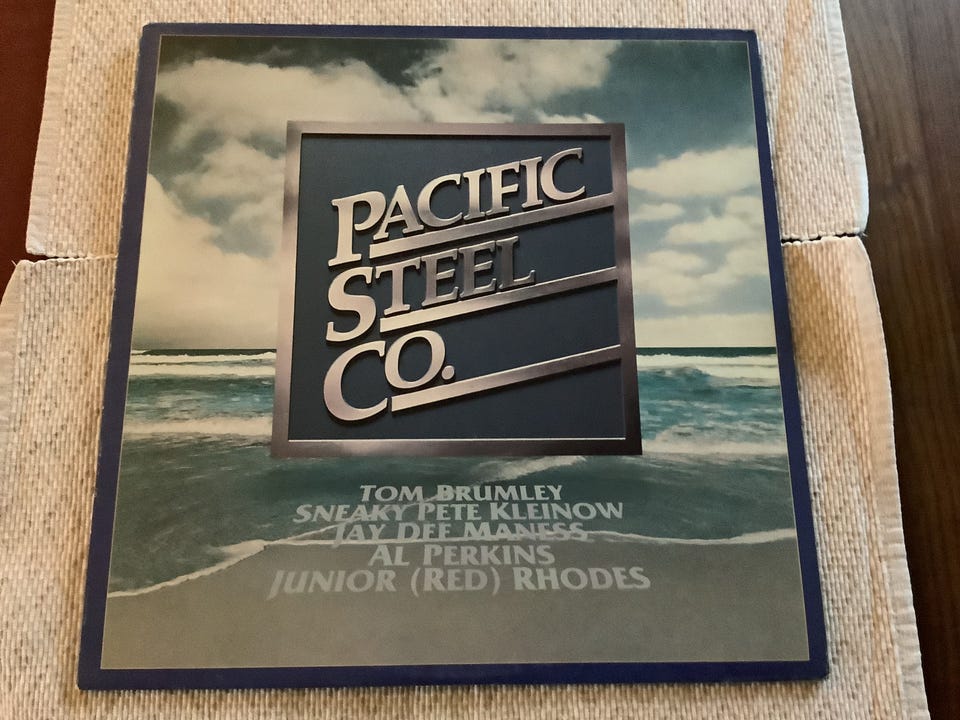 PACIFIC
STEEL
CO.
TOM BRUMLEY
SNEAKY PETE KLEINOW
JAY DEE MANESS
AL PERKINS
JUNIOR (RED) RHODES